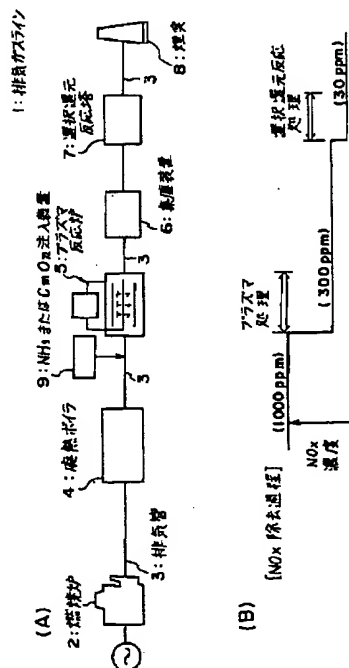 1:排気ガスライン
(A)
9:NH₃またはCmOn注入装置
5:プラズマ反応炉
7:選択還元
反応塔
4:廃熱ボイラ
2:燃焼炉
3:排気管
3
3
3
6:集塵装置
8:煙突
(B)
[NOx除去過程]
プラズマ
処理
選択還元反応
処理
(1000ppm)
(300ppm)
(30ppm)
NOx
濃度